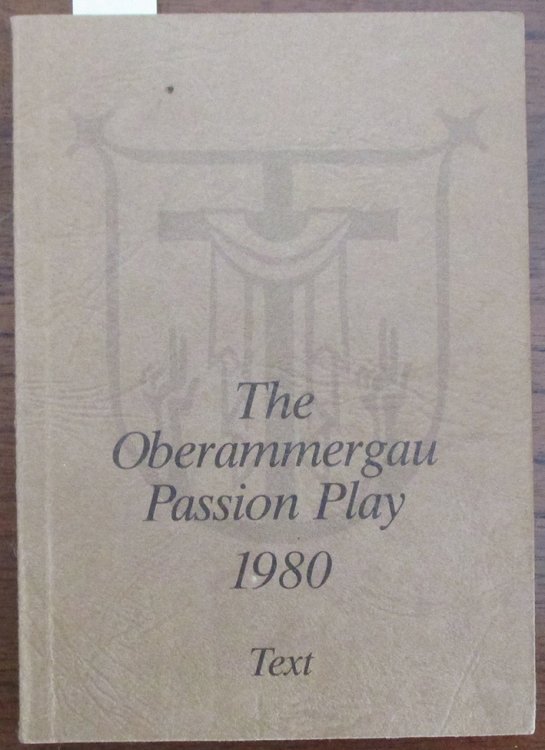 The
Oberammergau
Passion Play
1980
Text